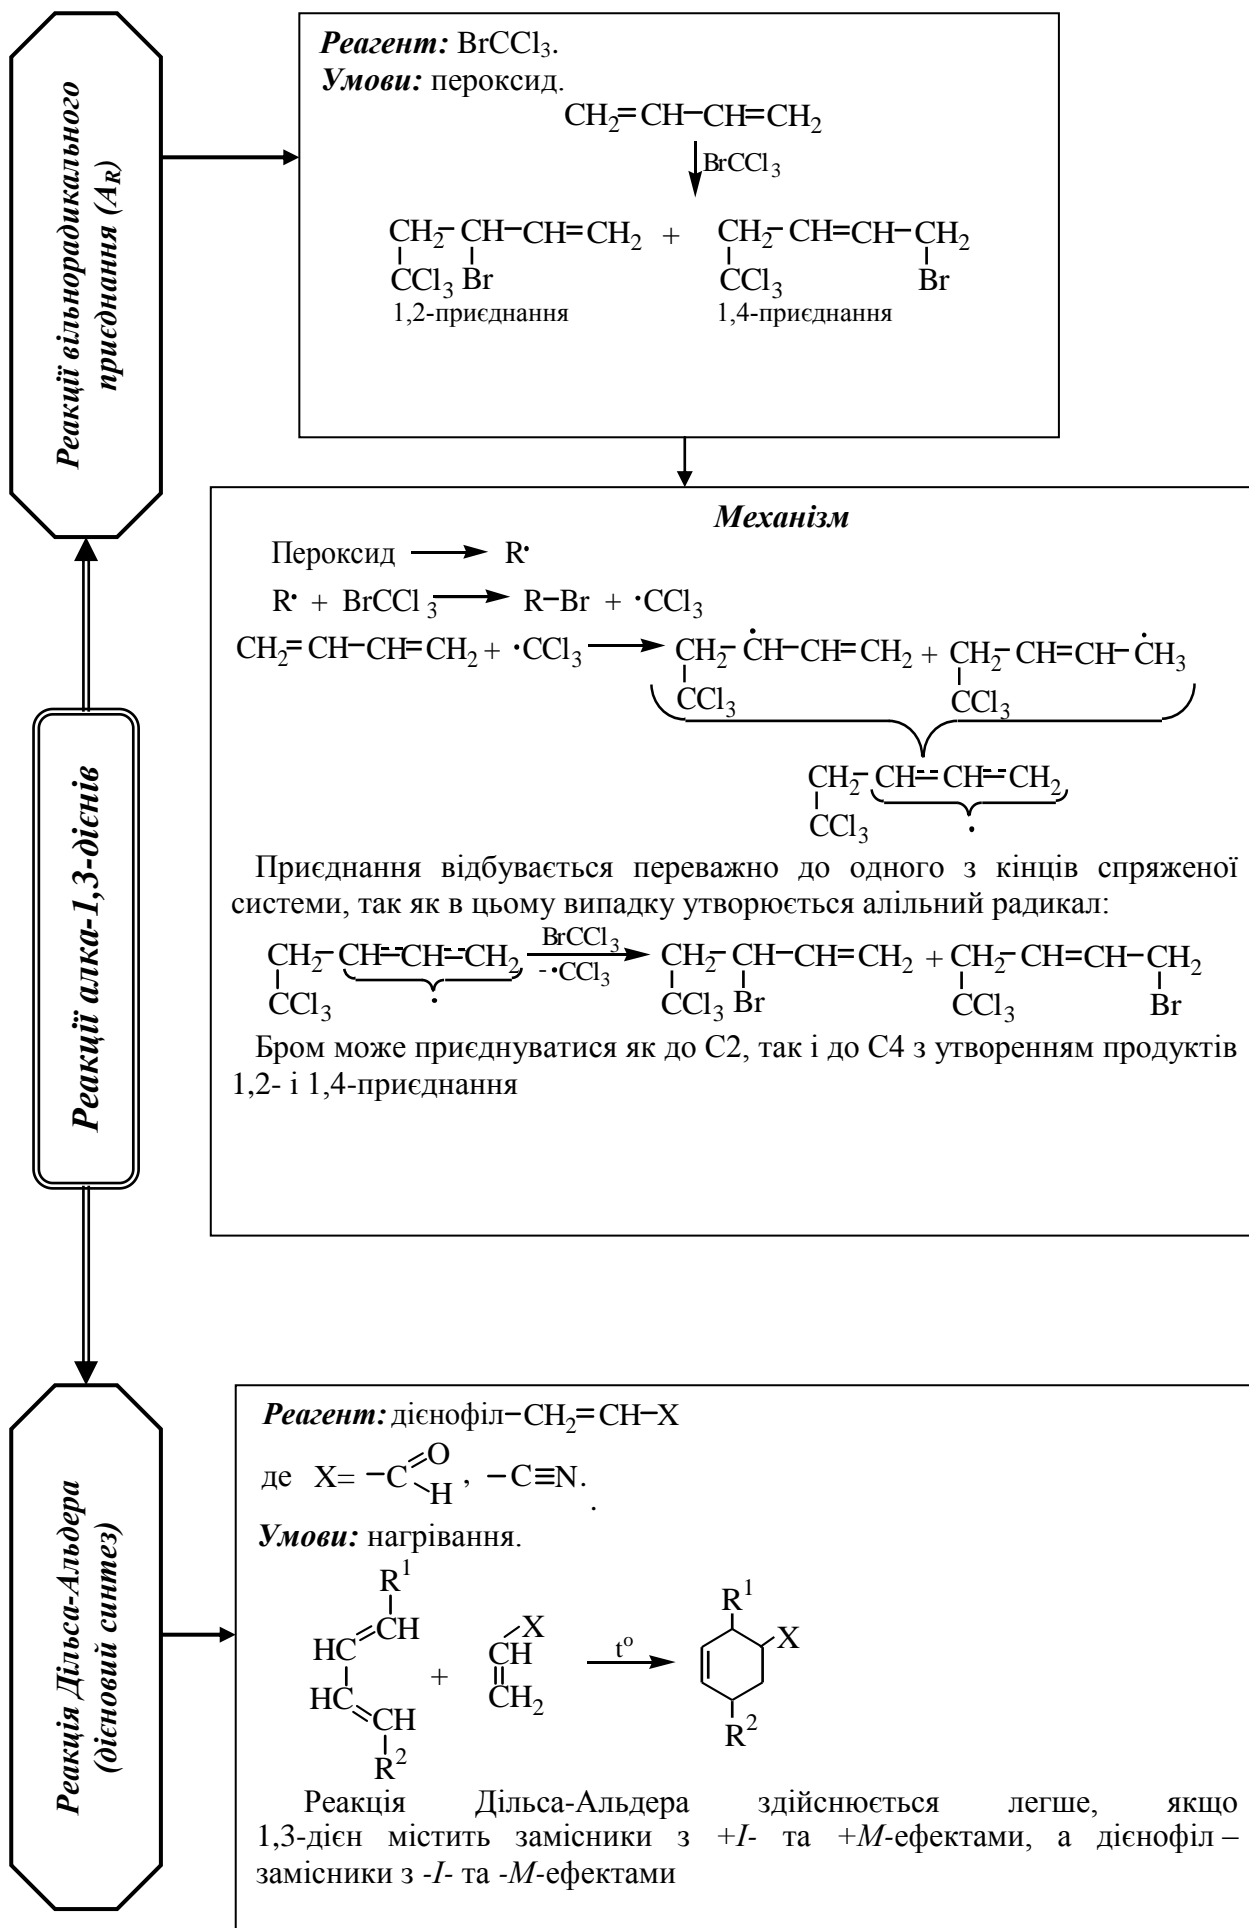 Реакції вільнорадикального
приєднання (AR)
Реагент: BrCCl3.
Умови: пероксид.
CH2=CH–CH=CH2
BrCCl3
CH2–CH–CH=CH2 + CH2–CH=CH–CH2
CCl3 Br CCl3 Br
1,2-приєднання 1,4-приєднання
Механізм
Пероксид → R·
R· + BrCCl3 → R–Br + ·CCl3
CH2=CH–CH=CH2 + ·CCl3 → CH2–ĊH–CH=CH2 + CH2–CH=CH–ĊH3
CCl3 CCl3
CH2–CH=CH=CH2
CCl3 ·
Приєднання відбувається переважно до одного з кінців спряженої
системи, так як в цьому випадку утворюється алільний радикал:
CH2–CH=CH=CH2 BrCCl3 → CH2–CH–CH=CH2 + CH2–CH=CH–CH2
- ·CCl3
CCl3 · CCl3 Br CCl3 Br
Бром може приєднуватися як до С2, так і до С4 з утворенням продуктів
1,2- і 1,4-приєднання
Реакції алка-1,3-дієнів
Реакція Дільса-Альдера
(дієновий синтез)
Реагент: дієнофіл–CH2=CH–X
де X= –C=O H , –C≡N.
.
Умови: нагрівання.
R1
HC CH
HC CH
R2
+
X
CH
CH2
to
R1
X
R2
Реакція Дільса-Альдера здійснюється легше, якщо
1,3-дієн містить замісники з +I- та +M-ефектами, а дієнофіл –
замісники з -I- та -M-ефектами